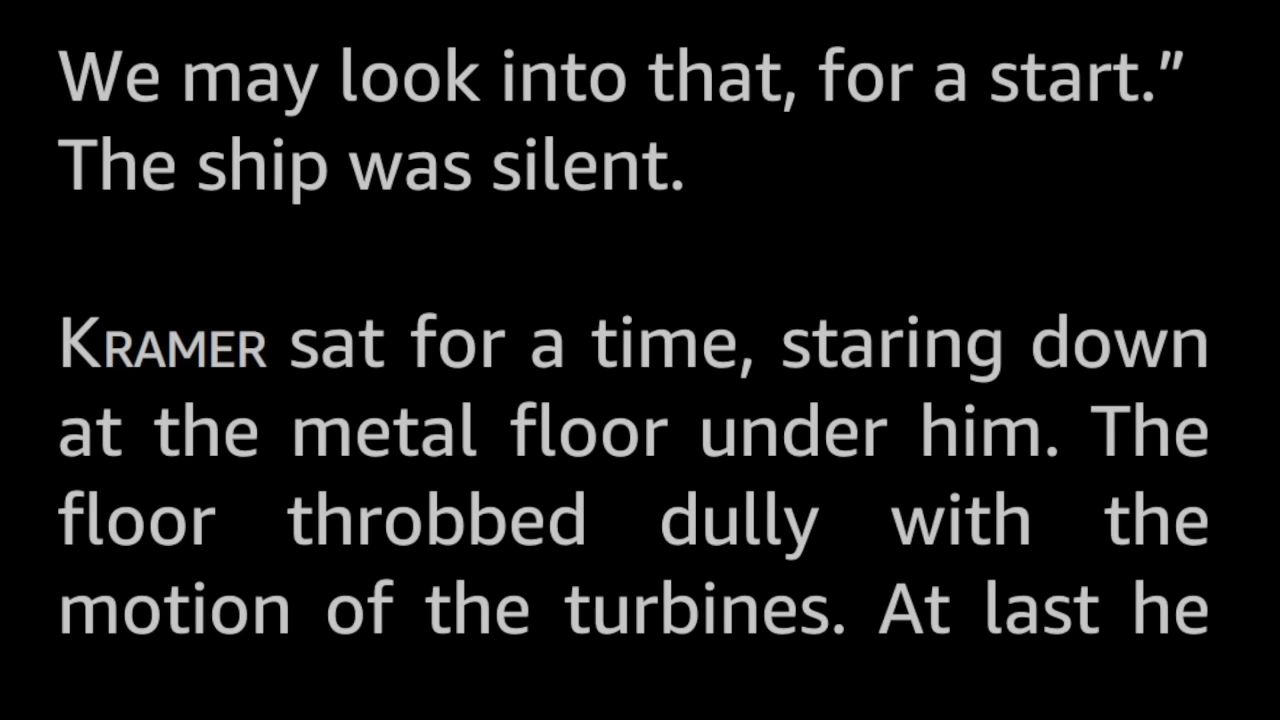 We may look into that, for a start.”
The ship was silent.
KRAMER sat for a time, staring down
at the metal floor under him. The
floor throbbed dully with the
motion of the turbines. At last he